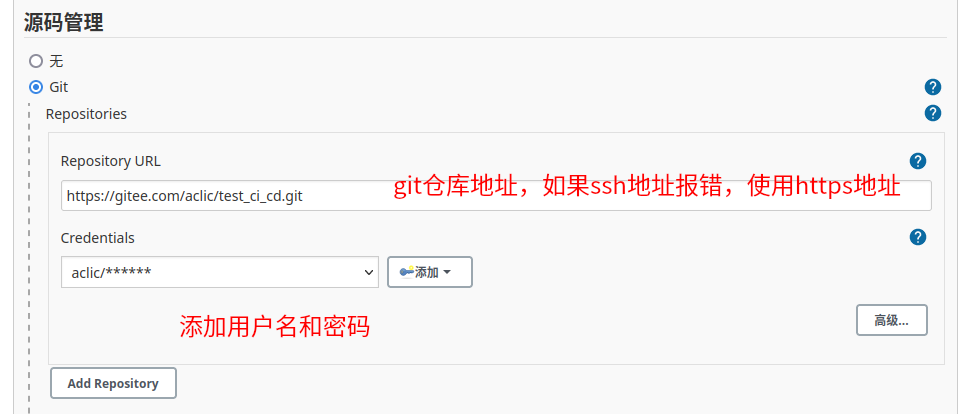 源码管理
无
Git
Repositories
Repository URL
git仓库地址，如果ssh地址报错，使用https地址
https://gitee.com/aclic/test_ci_cd.git
Credentials
aclic/******
添加
添加用户名和密码
高级...
Add Repository